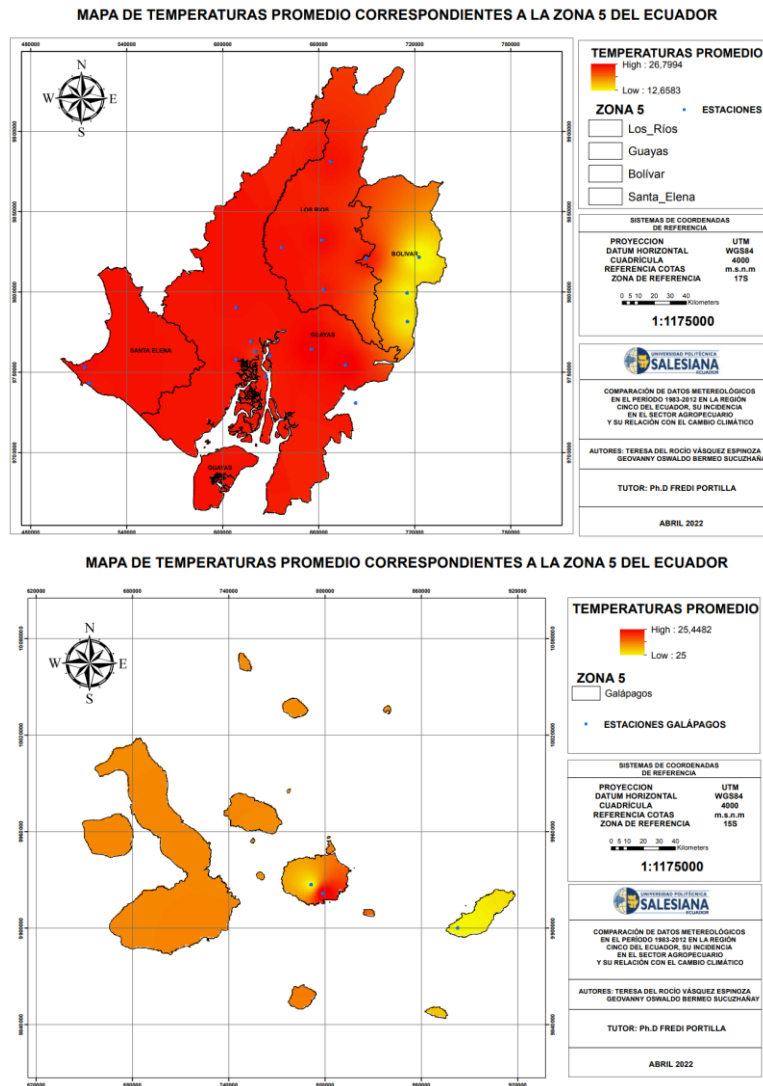 MAPA DE TEMPERATURAS PROMEDIO CORRESPONDIENTES A LA ZONA 5 DEL ECUADOR
480000 540000 600000 660000 720000 780000
N
W E
S
LOS RIOS
BOLIVAR
SANTA ELENA
GUAYAS
GUAYAS
TEMPERATURAS PROMEDIO
High : 26,7994
Low : 12,6583
ZONA 5
ESTACIONES
Los_Ríos
Guayas
Bolívar
Santa_Elena
SISTEMAS DE COORDENADAS
DE REFERENCIA
PROYECCION UTM
DATUM HORIZONTAL WGS84
CUADRÍCULA 4000
REFERENCIA COTAS m.s.n.m
ZONA DE REFERENCIA 17S
0 5 10 20 30 40
Kilometers
1:1175000
UNIVERSIDAD POLITÉCNICA
SALESIANA
ECUADOR
COMPARACIÓN DE DATOS METEREOLÓGICOS
EN EL PERÍODO 1983-2012 EN LA REGIÓN
CINCO DEL ECUADOR, SU INCIDENCIA
EN EL SECTOR AGROPECUARIO
Y SU RELACIÓN CON EL CAMBIO CLIMÁTICO
AUTORES: TERESA DEL ROCÍO VÁSQUEZ ESPINOZA
GEOVANNY OSWALDO BERMEO SUCUZHAÑA
TUTOR: Ph.D FREDI PORTILLA
ABRIL 2022
MAPA DE TEMPERATURAS PROMEDIO CORRESPONDIENTES A LA ZONA 5 DEL ECUADOR
N
W E
S
TEMPERATURAS PROMEDIO
High : 25,4482
Low : 25
ZONA 5
Galápagos
ESTACIONES GALÁPAGOS
SISTEMAS DE COORDENADAS
DE REFERENCIA
PROYECCION UTM
DATUM HORIZONTAL WGS84
CUADRÍCULA 4000
REFERENCIA COTAS m.s.n.m
ZONA DE REFERENCIA 15S
0 5 10 20 30 40
Kilometers
1:1175000
UNIVERSIDAD POLITÉCNICA
SALESIANA
ECUADOR
COMPARACIÓN DE DATOS METEREOLÓGICOS
EN EL PERÍODO 1983-2012 EN LA REGIÓN
CINCO DEL ECUADOR, SU INCIDENCIA
EN EL SECTOR AGROPECUARIO
Y SU RELACIÓN CON EL CAMBIO CLIMÁTICO
AUTORES: TERESA DEL ROCÍO VÁSQUEZ ESPINOZA
GEOVANNY OSWALDO BERMEO SUCUZHAÑAY
TUTOR: Ph.D FREDI PORTILLA
ABRIL 2022